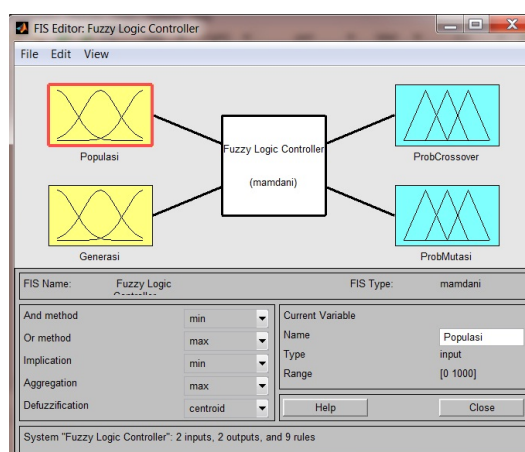 FIS Editor: Fuzzy Logic Controller
File Edit View
Populasi
Generasi
Fuzzy Logic Controller
(mamdani)
ProbCrossover
ProbMutasi
FIS Name: Fuzzy Logic
FIS Type: mamdani
And method min
Or method max
Implication min
Aggregation max
Defuzzification centroid
Current Variable
Name Populasi
Type input
Range [0 1000]
Help Close
System "Fuzzy Logic Controller": 2 inputs, 2 outputs, and 9 rules